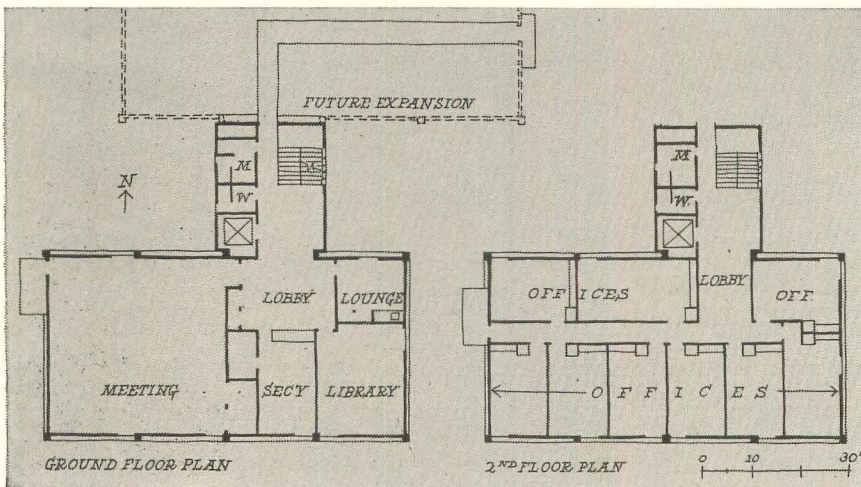 FUTURE EXPANSION
N
M
W
LOBBY
LOUNGE
MEETING
SECY
LIBRARY
GROUND FLOOR PLAN
M
W.
OFFICES
LOBBY
OFF.
OFFICES
2ND FLOOR PLAN
0 10 30'